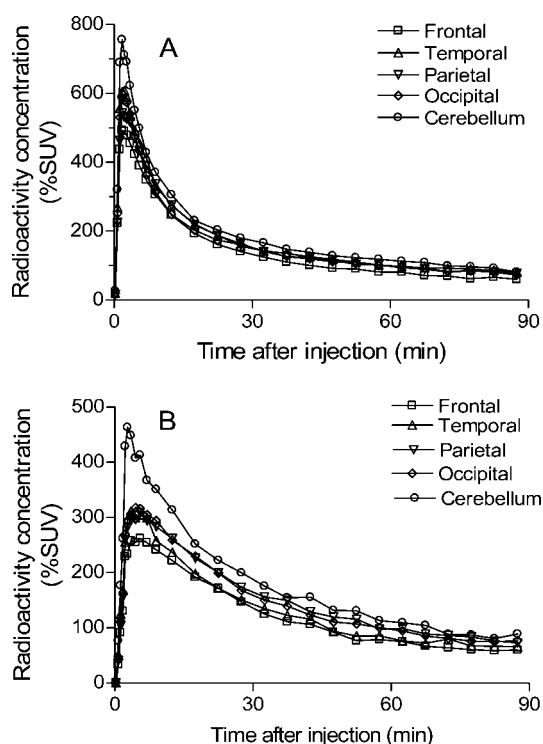 A
Frontal
Temporal
Parietal
Occipital
Cerebellum
Radioactivity concentration
(%SUV)
800
600
400
200
0
0 30 60 90
Time after injection (min)
B
Frontal
Temporal
Parietal
Occipital
Cerebellum
Radioactivity concentration
(%SUV)
500
400
300
200
100
0
0 30 60 90
Time after injection (min)